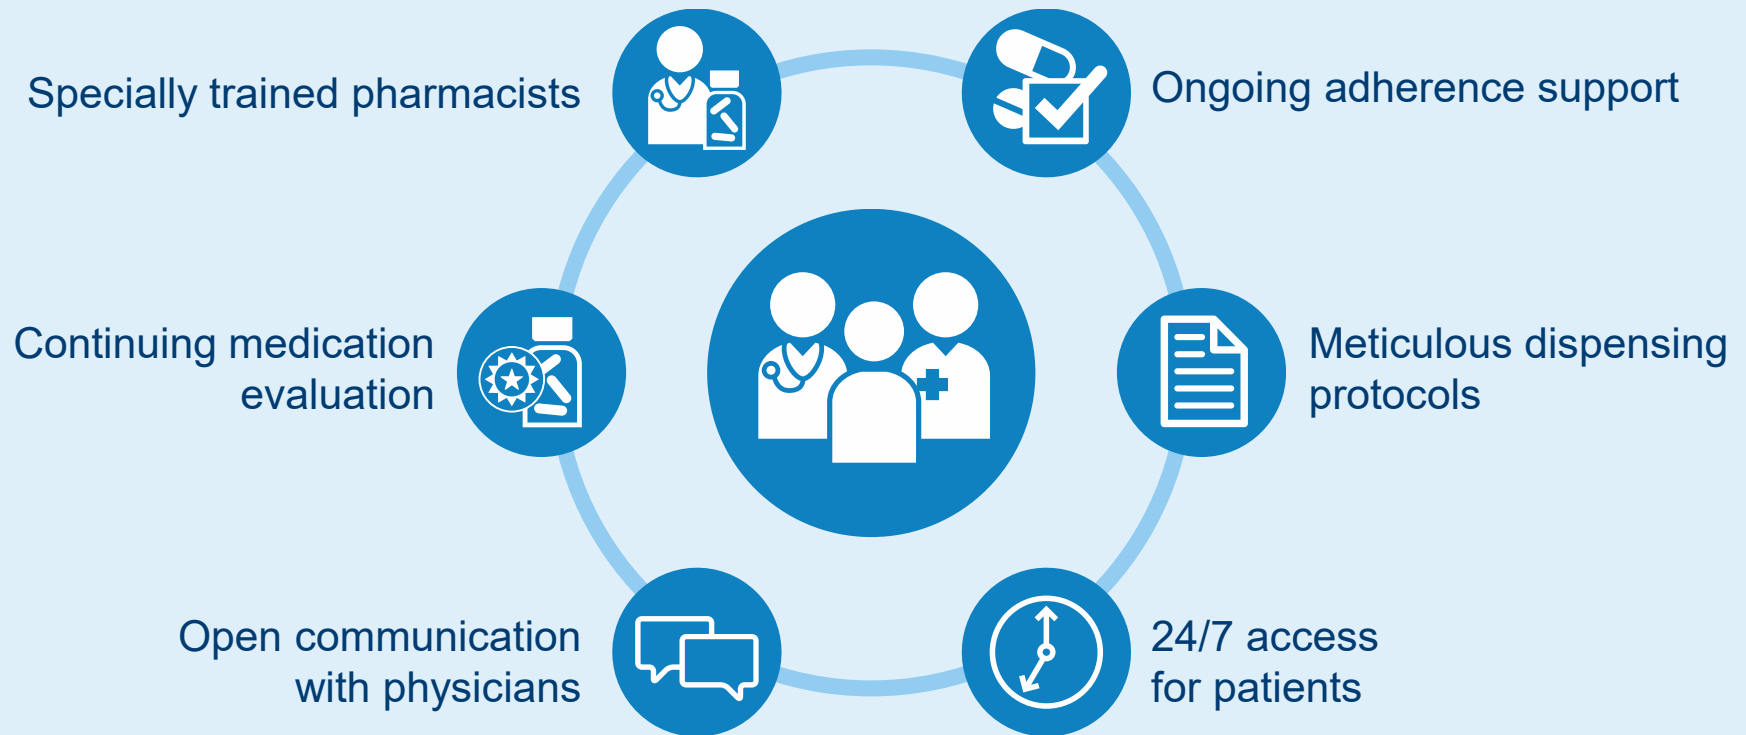 Specially trained pharmacists
Ongoing adherence support
Continuing medication
evaluation
Meticulous dispensing
protocols
Open communication
with physicians
24/7 access
for patients